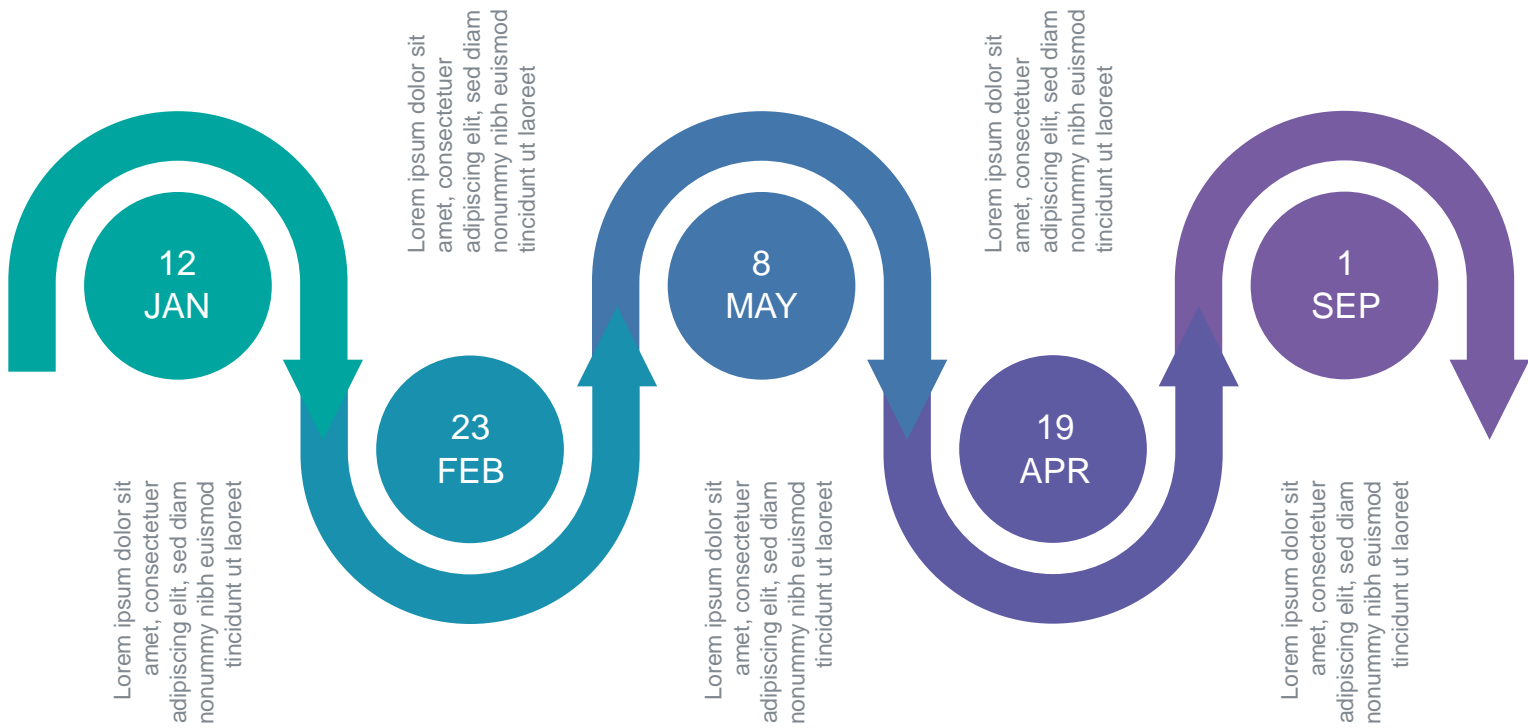 12
JAN
Lorem ipsum dolor sit
amet, consectetuer
adipiscing elit, sed diam
nonummy nibh euismod
tincidunt ut laoreet
23
FEB
Lorem ipsum dolor sit
amet, consectetuer
adipiscing elit, sed diam
nonummy nibh euismod
tincidunt ut laoreet
8
MAY
Lorem ipsum dolor sit
amet, consectetuer
adipiscing elit, sed diam
nonummy nibh euismod
tincidunt ut laoreet
19
APR
Lorem ipsum dolor sit
amet, consectetuer
adipiscing elit, sed diam
nonummy nibh euismod
tincidunt ut laoreet
1
SEP
Lorem ipsum dolor sit
amet, consectetuer
adipiscing elit, sed diam
nonummy nibh euismod
tincidunt ut laoreet